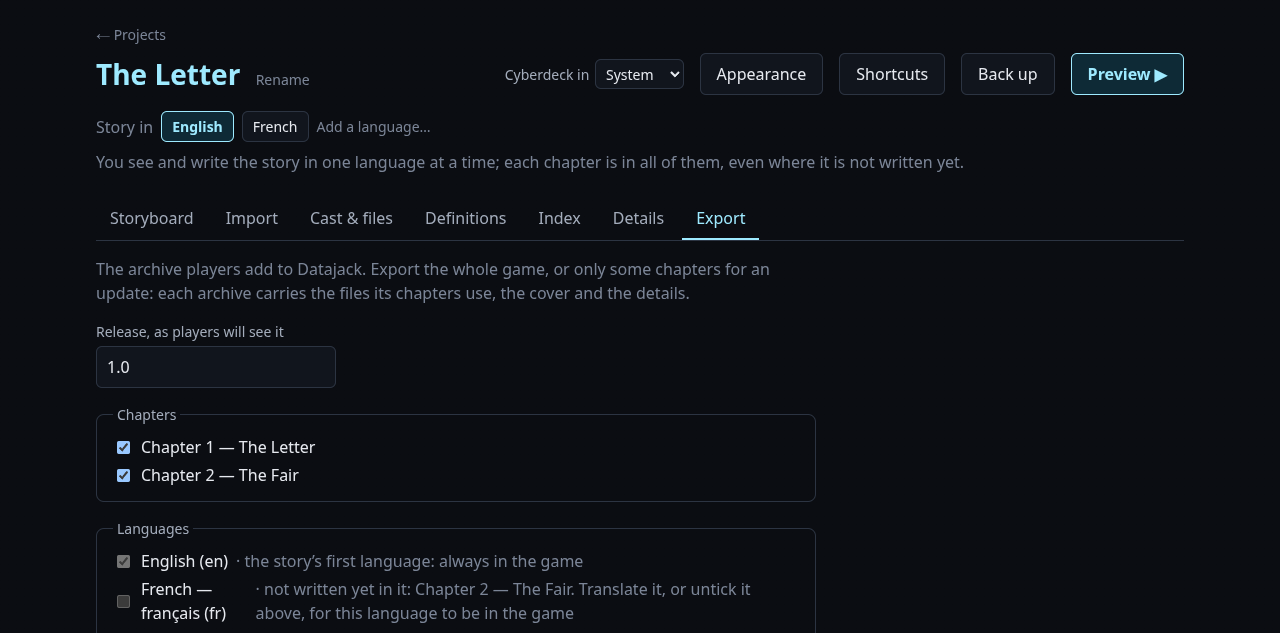 ← Projects
The Letter Rename
Cyberdeck in System Appearance Shortcuts Back up Preview ▶
Story in English French Add a language…
You see and write the story in one language at a time; each chapter is in all of them, even where it is not written yet.
Storyboard Import Cast & files Definitions Index Details Export
The archive players add to Datajack. Export the whole game, or only some chapters for an
update: each archive carries the files its chapters use, the cover and the details.
Release, as players will see it
1.0
Chapters
Chapter 1 — The Letter
Chapter 2 — The Fair
Languages
English (en) · the story’s first language: always in the game
French — français (fr) · not written yet in it: Chapter 2 — The Fair. Translate it, or untick it
above, for this language to be in the game